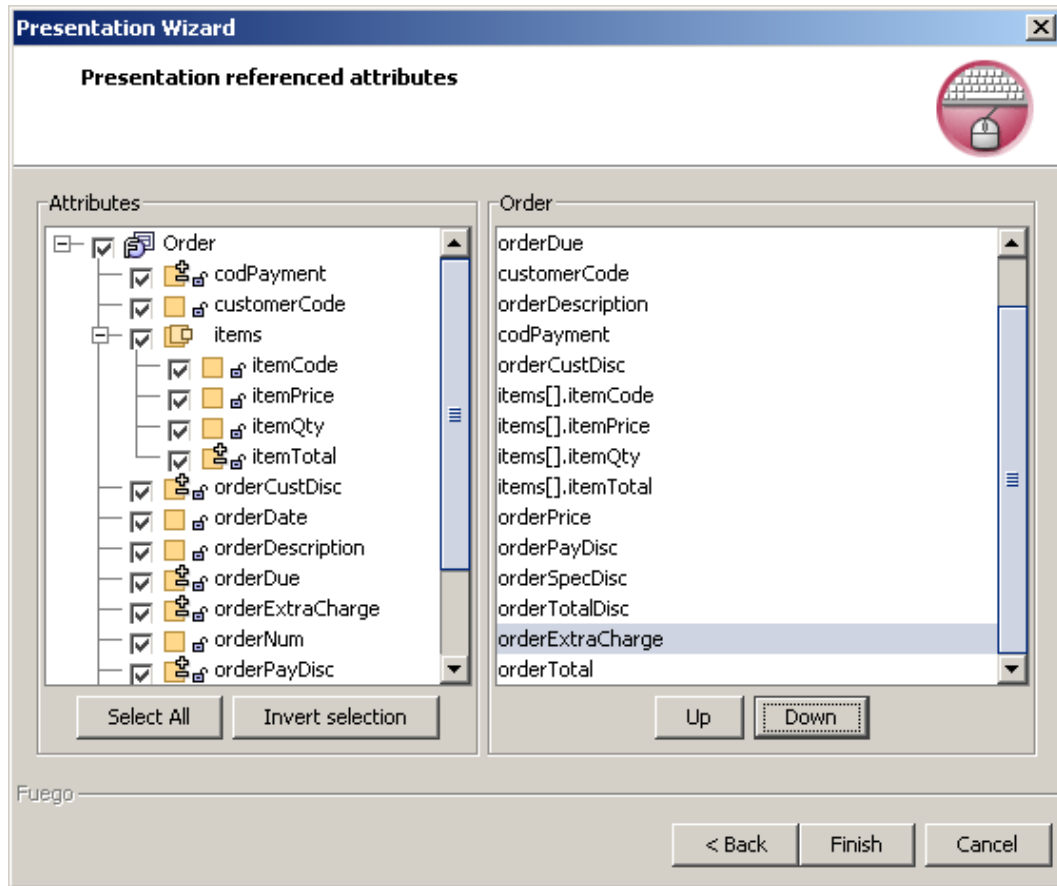 Presentation Wizard
Presentation referenced attributes
Attributes
Order
codPayment
customerCode
items
itemCode
itemPrice
itemQty
itemTotal
orderCustDisc
orderDate
orderDescription
orderDue
orderExtraCharge
orderNum
orderPayDisc
Select All
Invert selection
Order
orderDue
customerCode
orderDescription
codPayment
orderCustDisc
items[].itemCode
items[].itemPrice
items[].itemQty
items[].itemTotal
orderPrice
orderPayDisc
orderSpecDisc
orderTotalDisc
orderExtraCharge
orderTotal
Up
Down
Fuego
< Back
Finish
Cancel